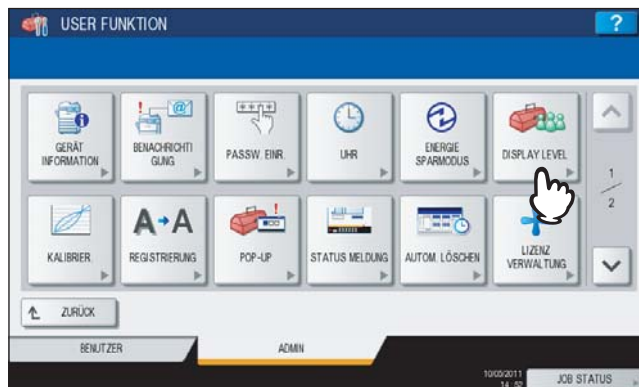 USER FUNKTION
?
GERÄT
INFORMATION
BENACHRICHTI
GUNG
PASSW. EINR.
UHR
ENERGIE
SPARMODUS
DISPLAY LEVEL
1
2
KALIBRIER.
A A
REGISTRIERUNG
POP-UP
STATUS MELDUNG
AUTOM. LÖSCHEN
LIZENZ
VERWALTUNG
ZURÜCK
BENUTZER
ADMIN
10/03/2011
14 : 52
JOB STATUS